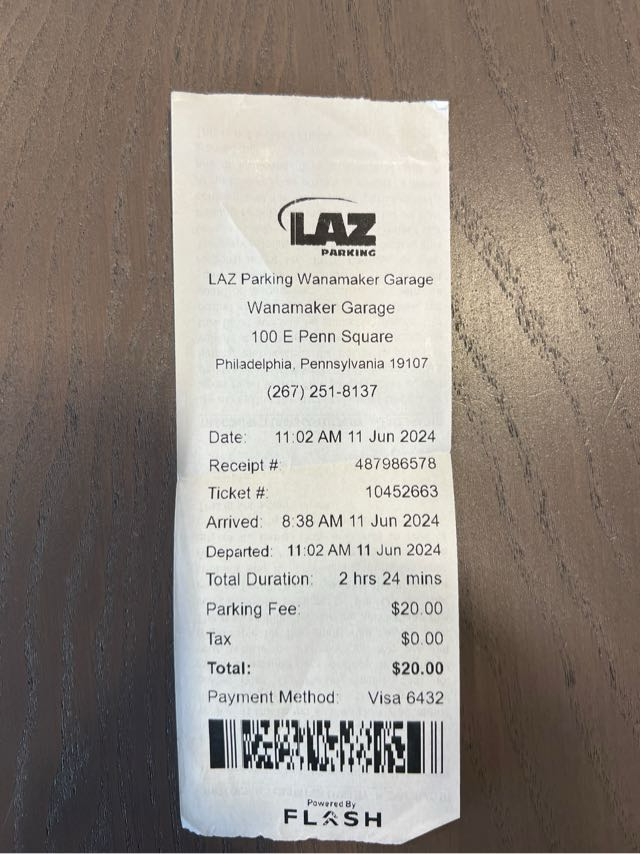 LAZ
PARKING
LAZ Parking Wanamaker Garage
Wanamaker Garage
100 E Penn Square
Philadelphia, Pennsylvania 19107
(267) 251-8137
Date: 11:02 AM 11 Jun 2024
Receipt #: 487986578
Ticket #: 10452663
Arrived: 8:38 AM 11 Jun 2024
Departed: 11:02 AM 11 Jun 2024
Total Duration: 2 hrs 24 mins
Parking Fee: $20.00
Tax $0.00
Total: $20.00
Payment Method: Visa 6432
Powered By
FLASH